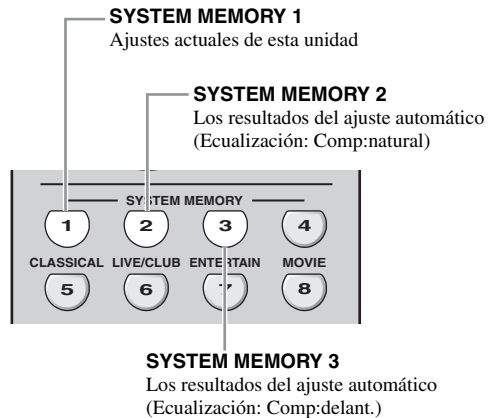 SYSTEM MEMORY 1
Ajustes actuales de esta unidad
SYSTEM MEMORY 2
Los resultados del ajuste automático
(Ecualización: Comp:natural)
SYSTEM MEMORY
1 2 3 4
CLASSICAL LIVE/CLUB ENTERTAIN MOVIE
5 6 7 8
SYSTEM MEMORY 3
Los resultados del ajuste automático
(Ecualización: Comp:delant.)